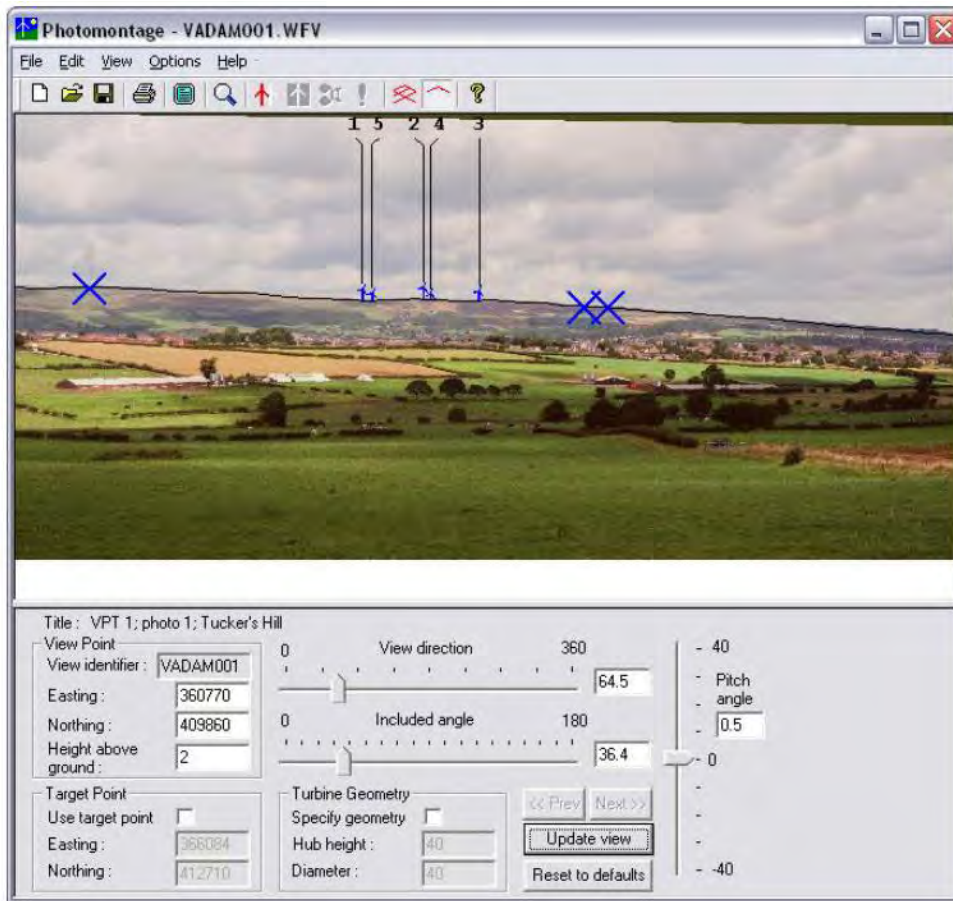 Photomontage - VADAM001.WFV
File Edit View Options Help
1 5 2 4 3
Title : VPT 1; photo 1; Tucker's Hill
View Point
View identifier : VADAM001
Easting : 360770
Northing : 409860
Height above ground : 2
0 View direction 360
64.5
0 Included angle 180
36.4
40
Pitch angle
0.5
0
-40
Target Point
Use target point
Easting : 366084
Northing : 412710
Turbine Geometry
Specify geometry
Hub height : 40
Diameter : 40
<< Prev Next >>
Update view
Reset to defaults